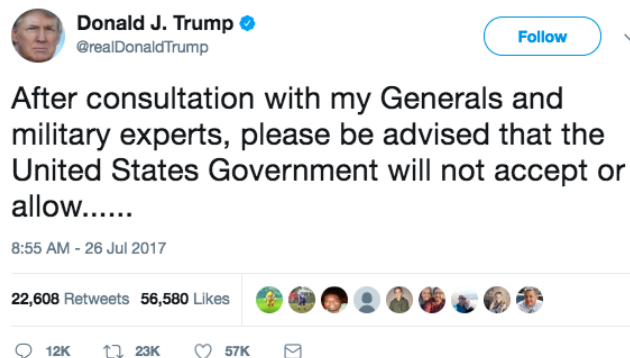 Donald J. Trump
@realDonaldTrump
Follow
After consultation with my Generals and
military experts, please be advised that the
United States Government will not accept or
allow......
8:55 AM - 26 Jul 2017
22,608 Retweets 56,580 Likes
12K 23K 57K